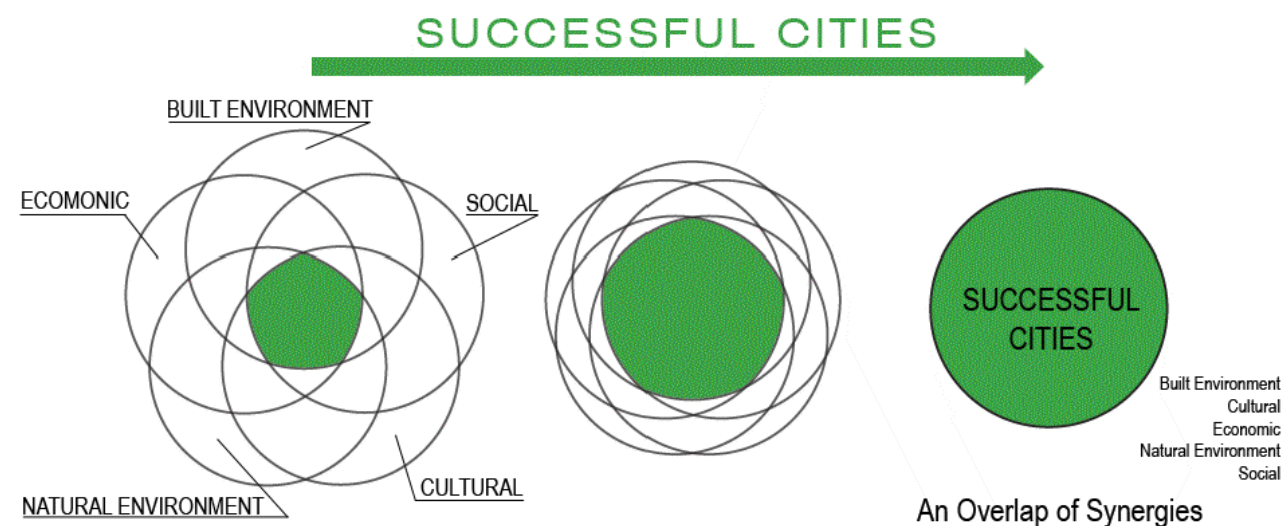 SUCCESSFUL CITIES
BUILT ENVIRONMENT
ECOMONIC
SOCIAL
NATURAL ENVIRONMENT
CULTURAL
SUCCESSFUL
CITIES
Built Environment
Cultural
Economic
Natural Environment
Social
An Overlap of Synergies